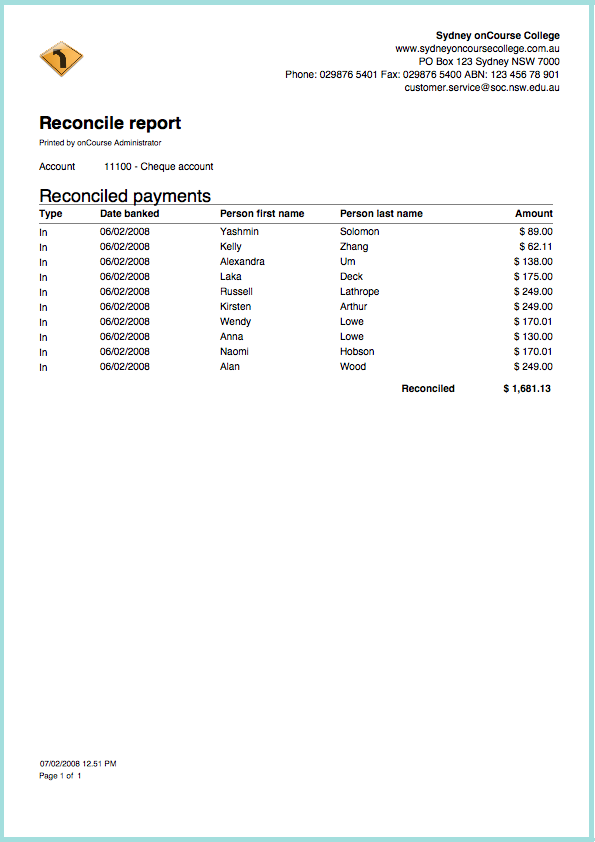 Sydney onCourse College
www.sydneyoncoursecollege.com.au
PO Box 123 Sydney NSW 7000
Phone: 029876 5401 Fax: 029876 5400 ABN: 123 456 78 901
customer.service@soc.nsw.edu.au
Reconcile report
Printed by onCourse Administrator
Account 11100 - Cheque account
Reconciled payments
Type Date banked Person first name Person last name Amount
In 06/02/2008 Yashmin Solomon $ 89.00
In 06/02/2008 Kelly Zhang $ 62.11
In 06/02/2008 Alexandra Um $ 138.00
In 06/02/2008 Laka Deck $ 175.00
In 06/02/2008 Russell Lathrope $ 249.00
In 06/02/2008 Kirsten Arthur $ 249.00
In 06/02/2008 Wendy Lowe $ 170.01
In 06/02/2008 Anna Lowe $ 130.00
In 06/02/2008 Naomi Hobson $ 170.01
In 06/02/2008 Alan Wood $ 249.00
Reconciled $ 1,681.13
07/02/2008 12.51 PM
Page 1 of 1